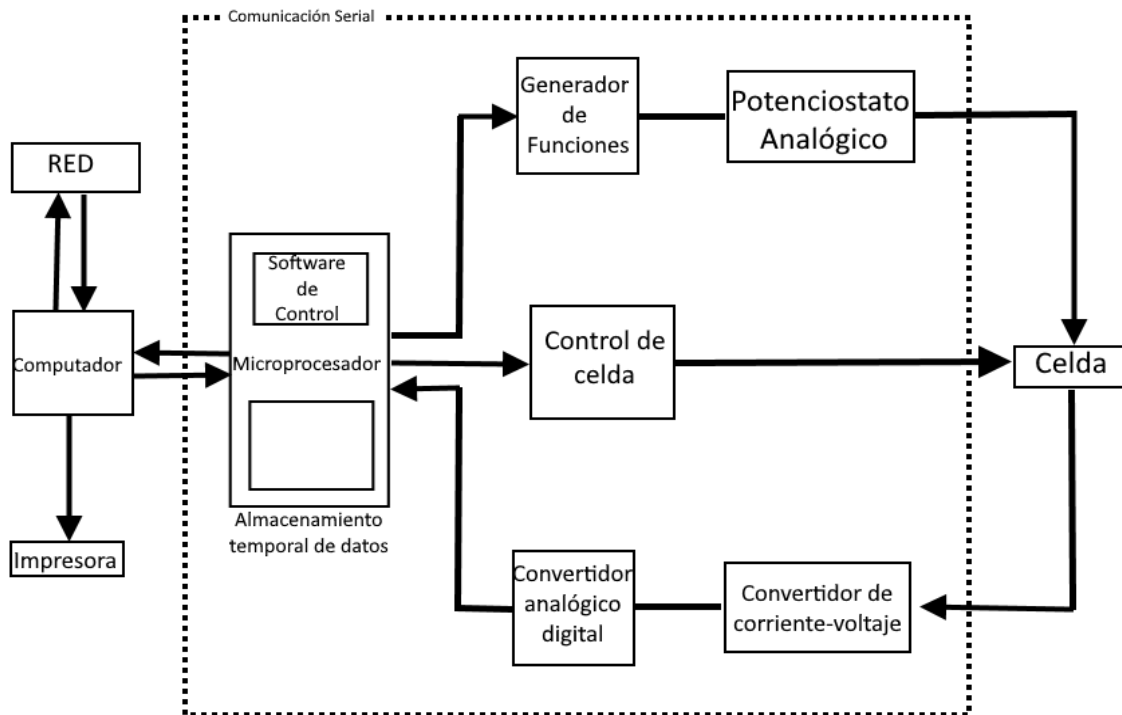 Comunicación Serial
Generador
de
Funciones
Potenciostato
Analógico
RED
Software
de
Control
Computador
Microprocesador
Control de
celda
Celda
Almacenamiento
temporal de datos
Impresora
Convertidor
analógico
digital
Convertidor de
corriente-voltaje